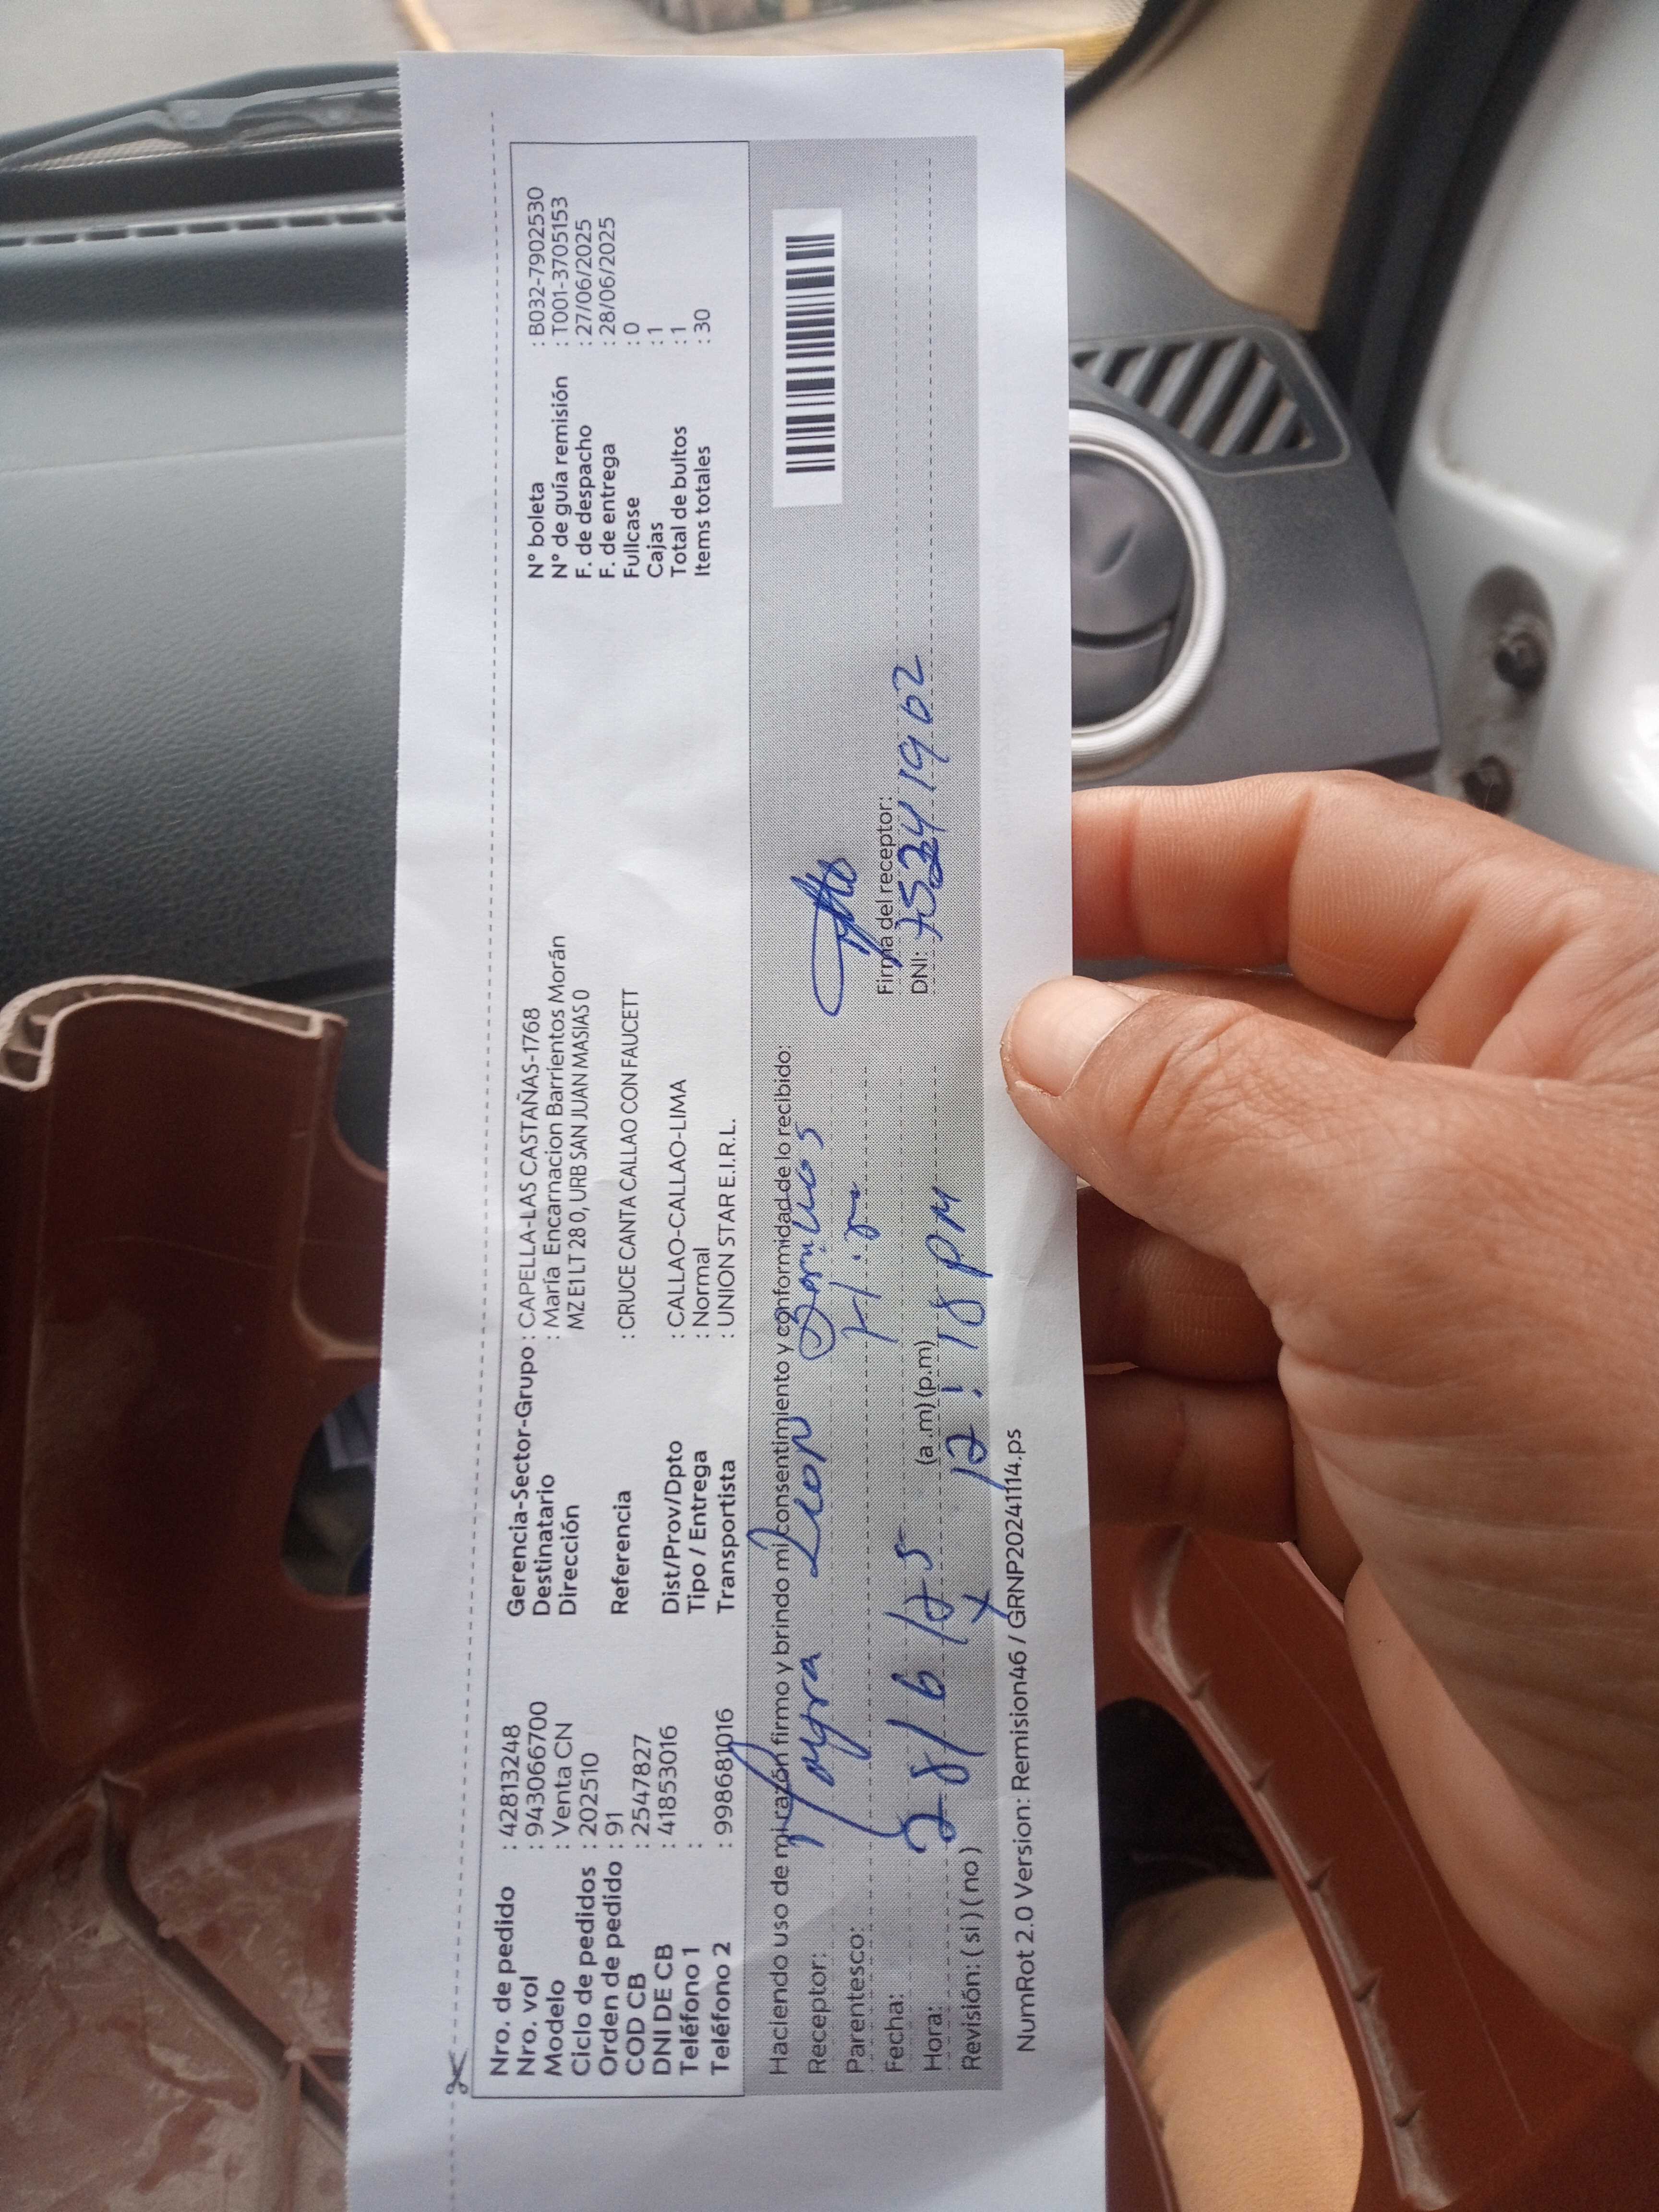 Nro. de pedido : 42813248
Nro. vol : 943066700
Modelo : Venta CN
Ciclo de pedidos : 202510
Orden de pedido : 91
COD CB : 2547827
DNI DE CB : 41853016
Teléfono 1 :
Teléfono 2 : 998681016
Gerencia-Sector-Grupo : CAPELLA-LAS CASTAÑAS-1768
Destinatario : María Encarnacion Barrientos Morán
Dirección MZ E1 LT 28 0, URB SAN JUAN MASIAS 0
Referencia : CRUCE CANTA CALLAO CON FAUCETT
Dist/Prov/Dpto : CALLAO-CALLAO-LIMA
Tipo / Entrega : Normal
Transportista : UNION STAR E.I.R.L.
N° boleta : B032-7902530
N° de guía remisión : T001-3705153
F. de despacho : 27/06/2025
F. de entrega : 28/06/2025
Fullcase : 0
Cajas : 1
Total de bultos : 1
Items totales : 30
Haciendo uso de mi razón firmo y brindo mi consentimiento y conformidad de lo recibido:
Receptor: Mayra Leon
Parentesco: Hija
Fecha: 28/6/25
Hora: (a .m) (p.m) 12:18 pm
Revisión: ( si ) ( no )
Firma del receptor:
DNI:
NumRot 2.0 Version: Remision46 / GRNP20241114.ps